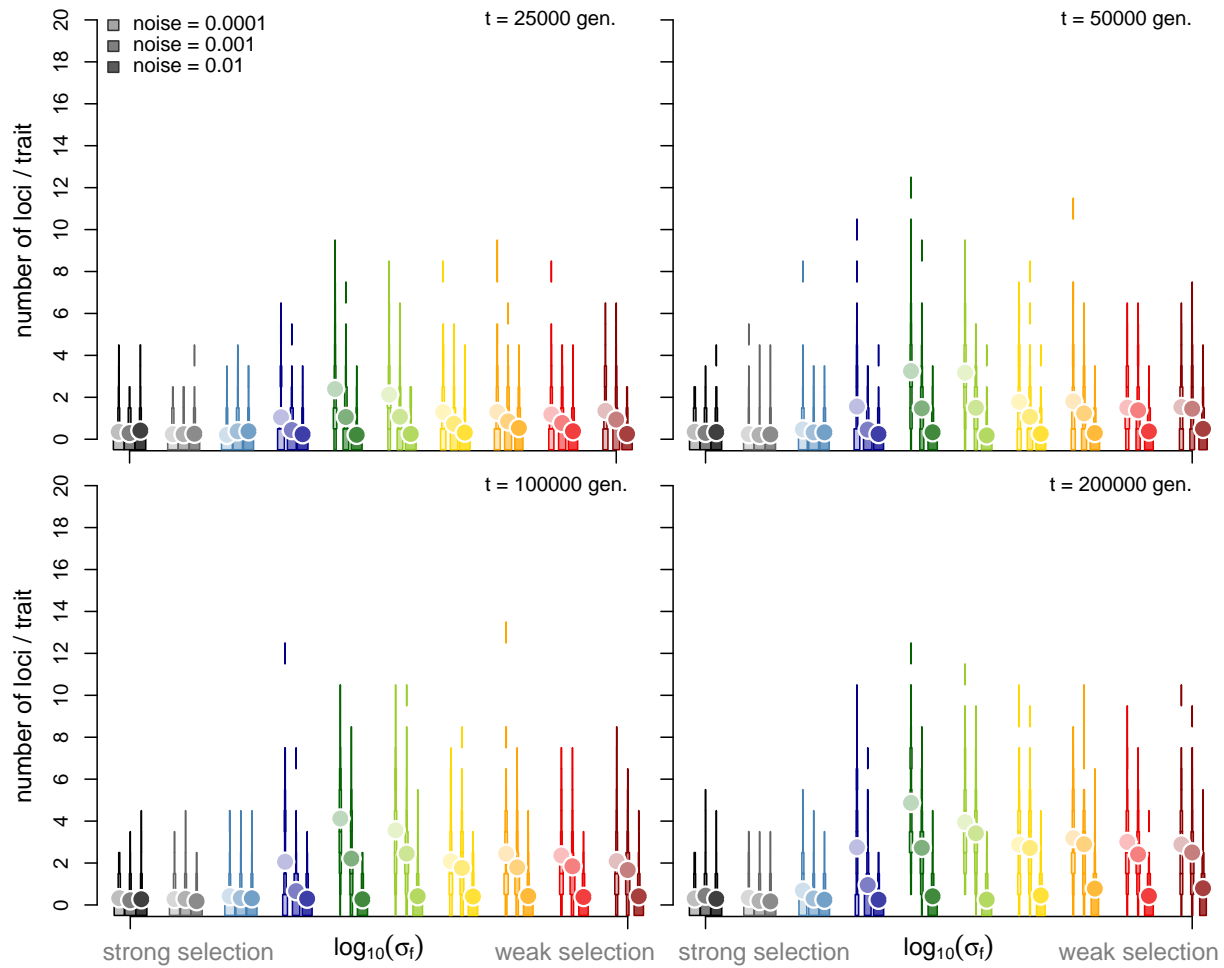 t = 25000 gen.
noise = 0.0001
noise = 0.001
noise = 0.01
number of loci / trait
0 2 4 6 8 10 12 14 16 18 20
t = 50000 gen.
t = 100000 gen.
number of loci / trait
0 2 4 6 8 10 12 14 16 18 20
t = 200000 gen.
strong selection
log₁₀(σf)
weak selection
strong selection
log₁₀(σf)
weak selection